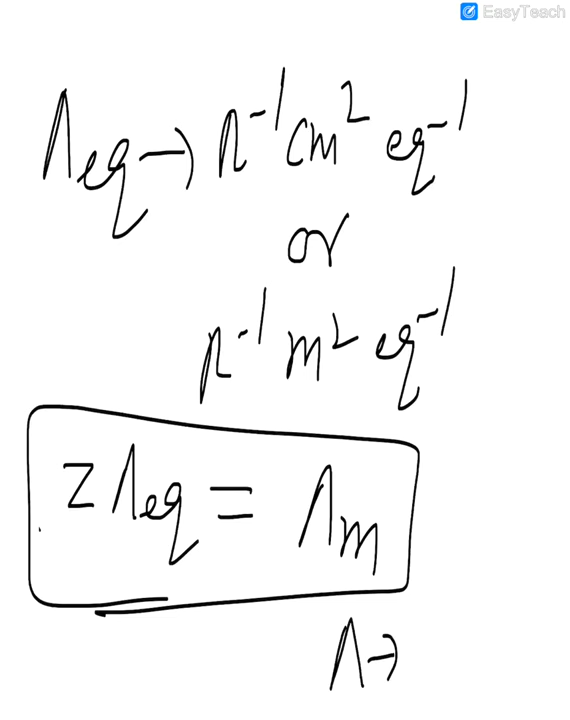 EasyTeach
Λeq → Ω⁻¹ cm² eq⁻¹
or
Ω⁻¹ m² eq⁻¹
z Λeq = Λm
Λ →